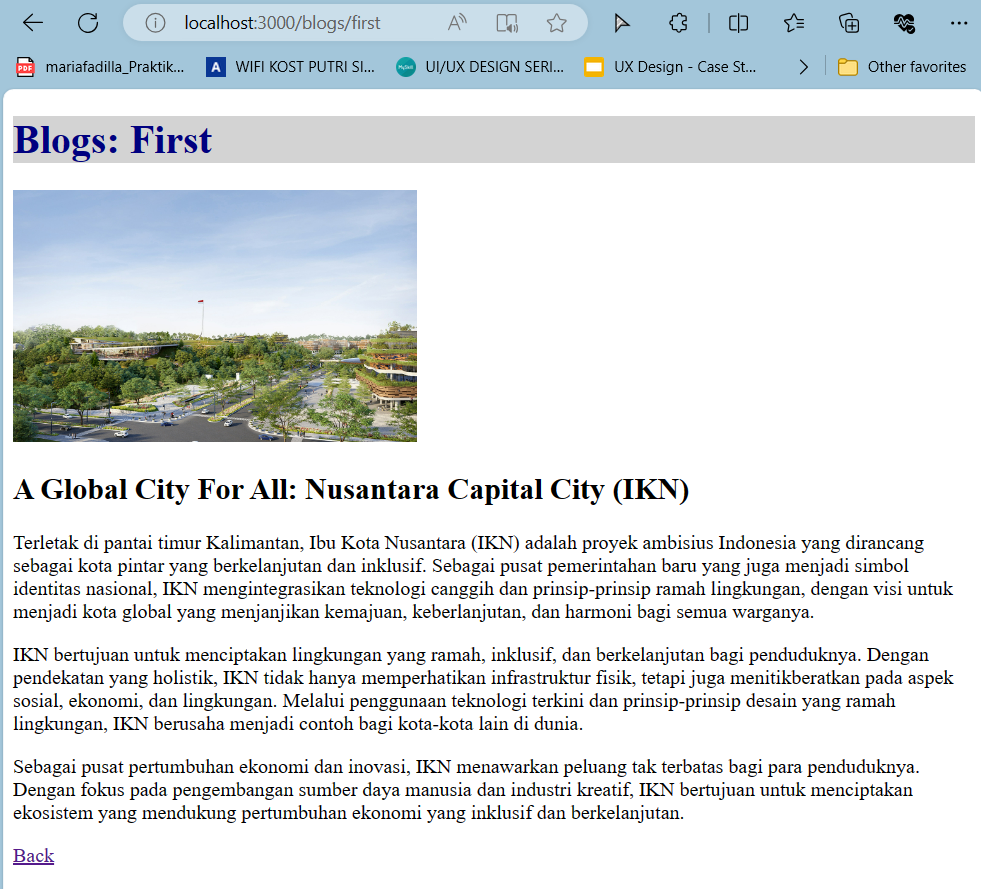 localhost:3000/blogs/first
PDF mariafadilla_Praktik...
A WIFI KOST PUTRI SI...
MySkill UI/UX DESIGN SERI...
UX Design - Case St...
Other favorites
Blogs: First
A Global City For All: Nusantara Capital City (IKN)
Terletak di pantai timur Kalimantan, Ibu Kota Nusantara (IKN) adalah proyek ambisius Indonesia yang dirancang
sebagai kota pintar yang berkelanjutan dan inklusif. Sebagai pusat pemerintahan baru yang juga menjadi simbol
identitas nasional, IKN mengintegrasikan teknologi canggih dan prinsip-prinsip ramah lingkungan, dengan visi untuk
menjadi kota global yang menjanjikan kemajuan, keberlanjutan, dan harmoni bagi semua warganya.
IKN bertujuan untuk menciptakan lingkungan yang ramah, inklusif, dan berkelanjutan bagi penduduknya. Dengan
pendekatan yang holistik, IKN tidak hanya memperhatikan infrastruktur fisik, tetapi juga menitikberatkan pada aspek
sosial, ekonomi, dan lingkungan. Melalui penggunaan teknologi terkini dan prinsip-prinsip desain yang ramah
lingkungan, IKN berusaha menjadi contoh bagi kota-kota lain di dunia.
Sebagai pusat pertumbuhan ekonomi dan inovasi, IKN menawarkan peluang tak terbatas bagi para penduduknya.
Dengan fokus pada pengembangan sumber daya manusia dan industri kreatif, IKN bertujuan untuk menciptakan
ekosistem yang mendukung pertumbuhan ekonomi yang inklusif dan berkelanjutan.
Back